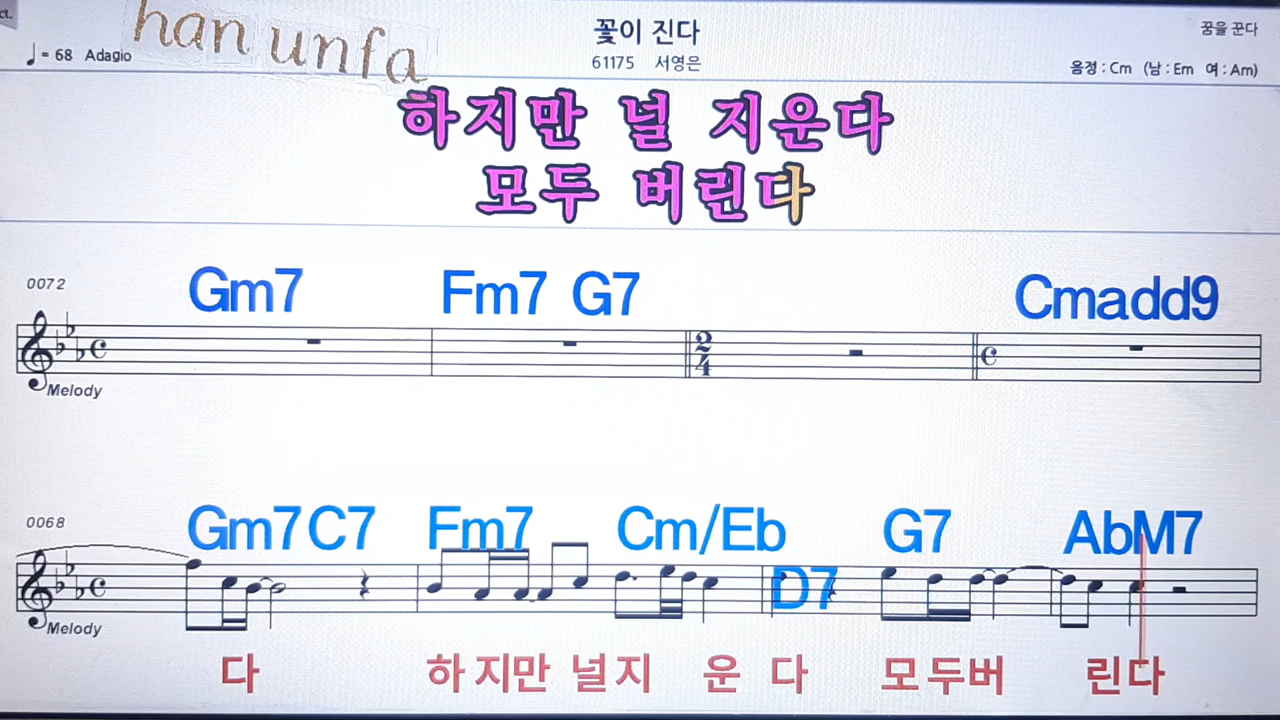 ct.
han unfa
꽃이 진다
꿈을 꾼다
♩= 68 Adagio
61175 서영은
음정 : Cm (남 : Em 여 : Am)
하지만 널 지운다
모두 버린다
0072
Gm7 Fm7 G7 Cmadd9
2
4
Melody
0068
Gm7 C7 Fm7 Cm/Eb G7 AbM7
D7
Melody
다 하지만 널지 운 다 모두버 린다